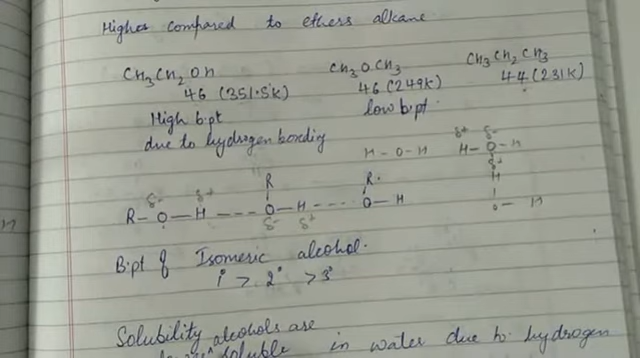 Higher compared to ethers alkane
CH3CH2OH CH3OCH3 CH3CH2CH3
46 (351.5K) 46 (249K) 44 (231K)
High b.pt low b.pt
due to hydrogen bonding
H-O-H H-O-H
δ+ δ-
δ+
H
O-H
R R
δ- δ+
R-O-H---O-H----O-H
δ- δ+
B.pt of Isomeric alcohol.
1° > 2° > 3°
Solubility alcohols are
soluble in water due to hydrogen